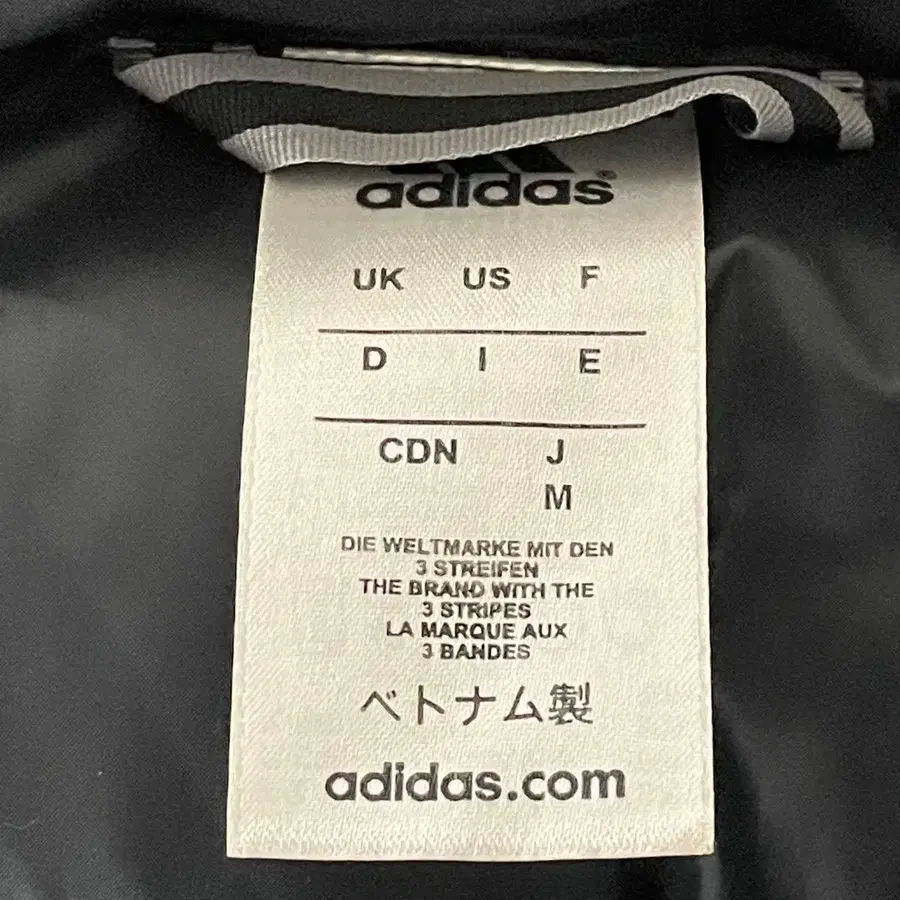 adidas®
UK US F
D I E
CDN J
M
DIE WELTMARKE MIT DEN
3 STREIFEN
THE BRAND WITH THE
3 STRIPES
LA MARQUE AUX
3 BANDES
ベトナム製
adidas.com